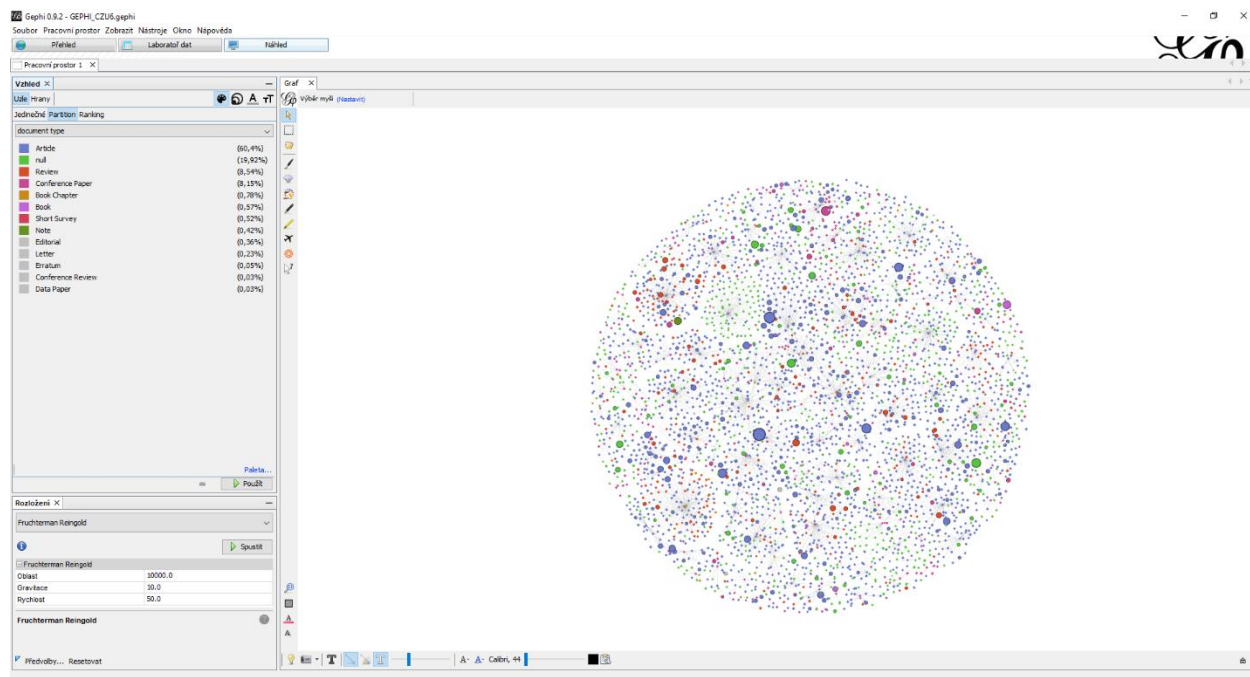 Gephi 0.9.2 - GEPHI_CZU6.gephi
Soubor Pracovní prostor Zobrazit Nástroje Okno Nápověda
Přehled Laboratoř dat Náhled
Pracovní prostor 1 X
Vzhled X
Uzle Hrany
Jedinečné Partition Ranking
document type
Article (60,4%)
null (19,92%)
Review (8,54%)
Conference Paper (8,15%)
Book Chapter (0,78%)
Book (0,57%)
Short Survey (0,52%)
Note (0,42%)
Editorial (0,36%)
Letter (0,23%)
Erratum (0,05%)
Conference Review (0,03%)
Data Paper (0,03%)
Paleta...
Použít
Rozložení X
Fruchterman Reingold
Spustit
Fruchterman Reingold
Oblast 10000.0
Gravitace 10.0
Rychlost 50.0
Fruchterman Reingold
Předvolby... Resetovat
Graf X
Výběr myši (Nastavit)
T T A- A- Calibri, 44